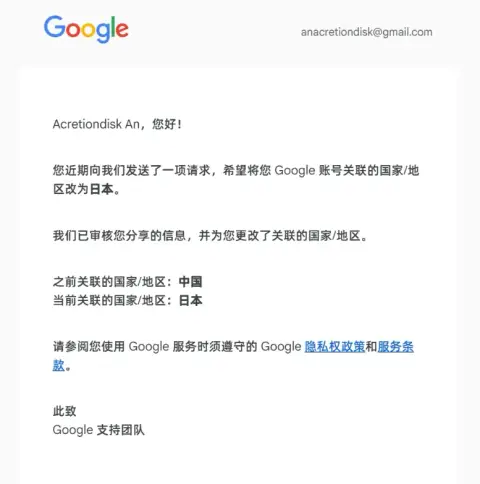 Google
anacretiondisk@gmail.com
Acretiondisk An，您好！
您近期向我们发送了一项请求，希望将您 Google 账号关联的国家/地
区改为日本。
我们已审核您分享的信息，并为您更改了关联的国家/地区。
之前关联的国家/地区：中国
当前关联的国家/地区：日本
请参阅您使用 Google 服务时须遵守的 Google 隐私权政策和服务条
款。
此致
Google 支持团队